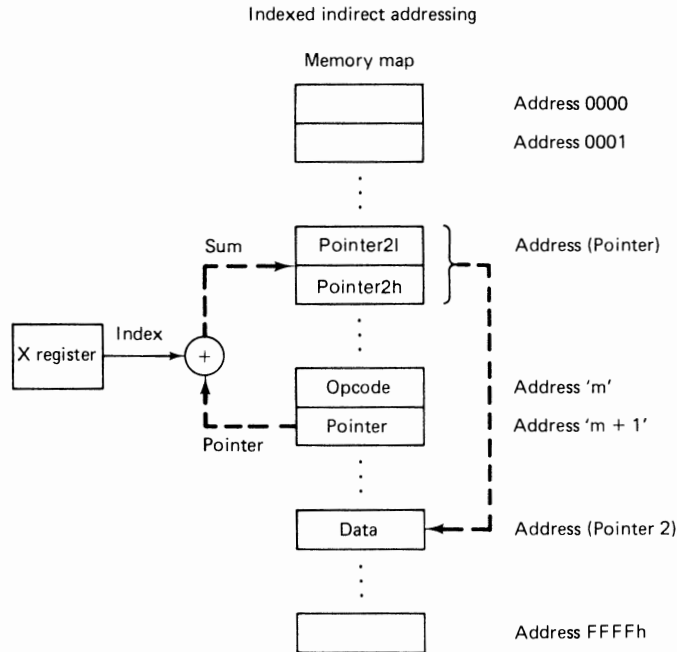 Indexed indirect addressing
Memory map
Address 0000
Address 0001
Sum
Pointer2l
Address (Pointer)
Pointer2h
X register
Index
+
Opcode
Address 'm'
Pointer
Pointer
Address 'm + 1'
Data
Address (Pointer 2)
Address FFFFh